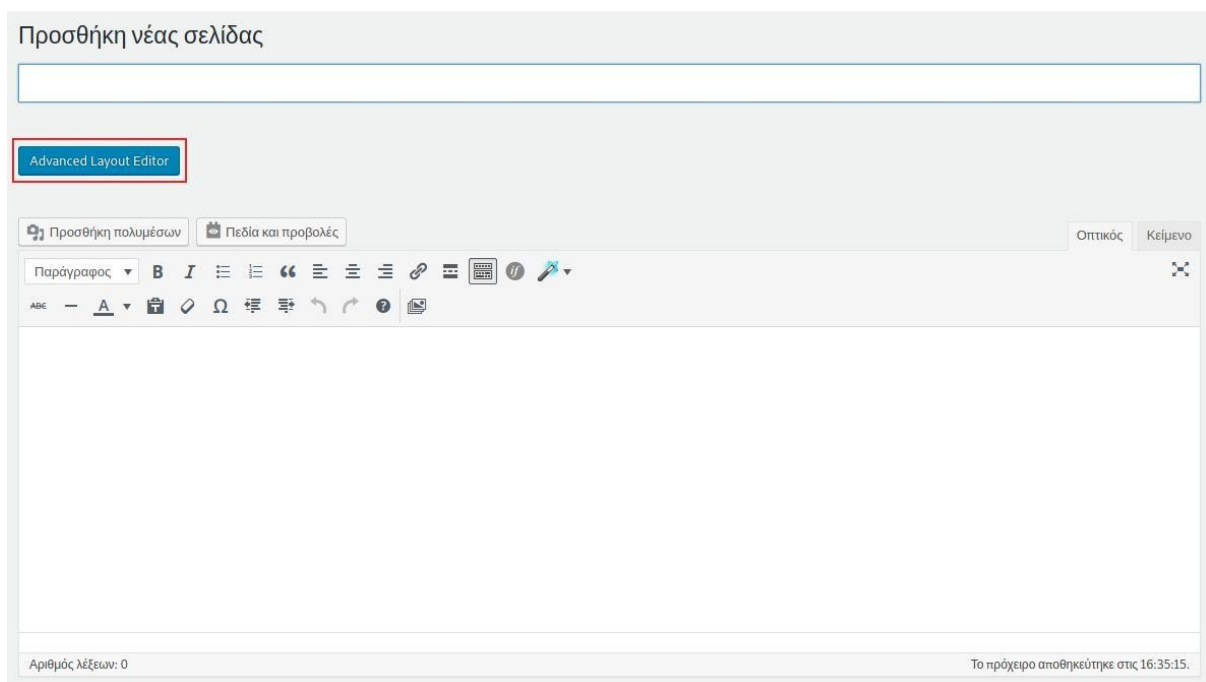 Προσθήκη νέας σελίδας
Advanced Layout Editor
Προσθήκη πολυμέσων Πεδία και προβολές Οπτικός Κείμενο
Παράγραφος B I
ABC A Ω
Αριθμός λέξεων: 0 Το πρόχειρο αποθηκεύτηκε στις 16:35:15.